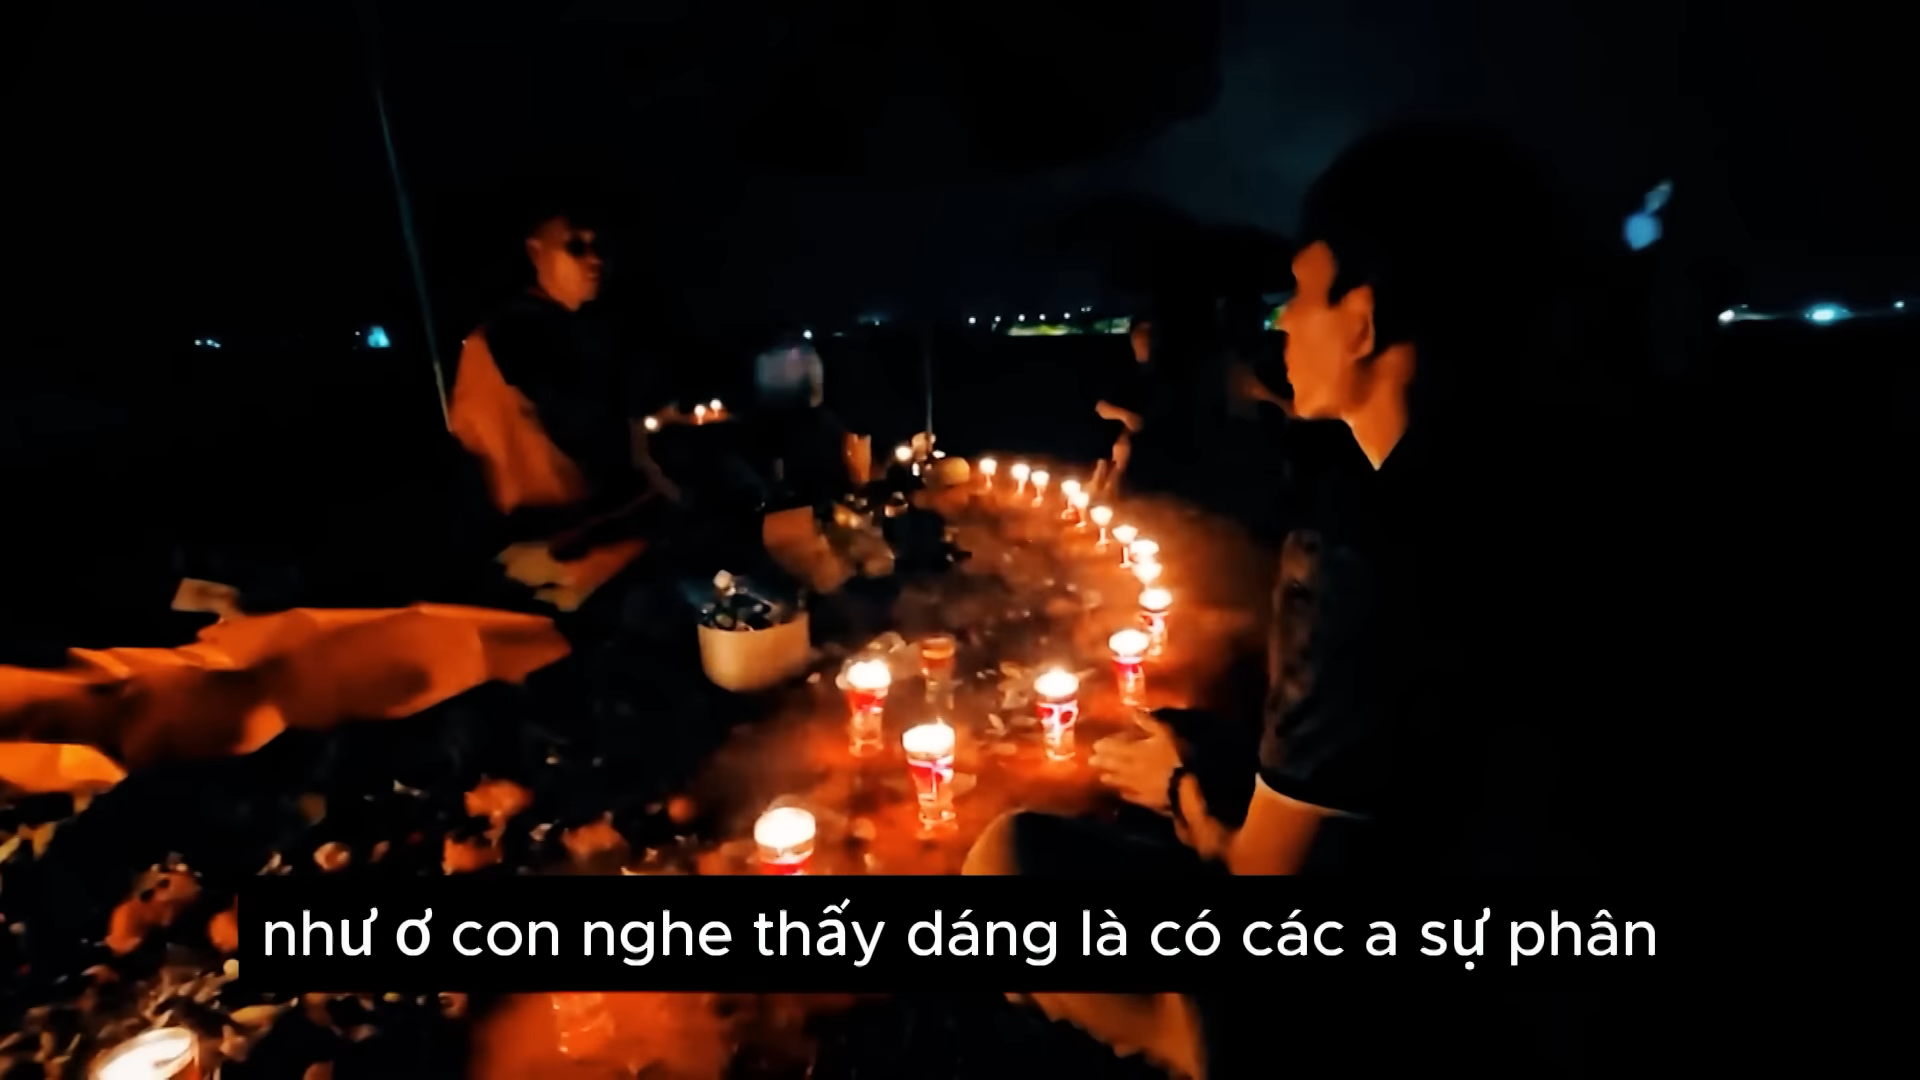 như ơ con nghe thấy dáng là có các a sự phân